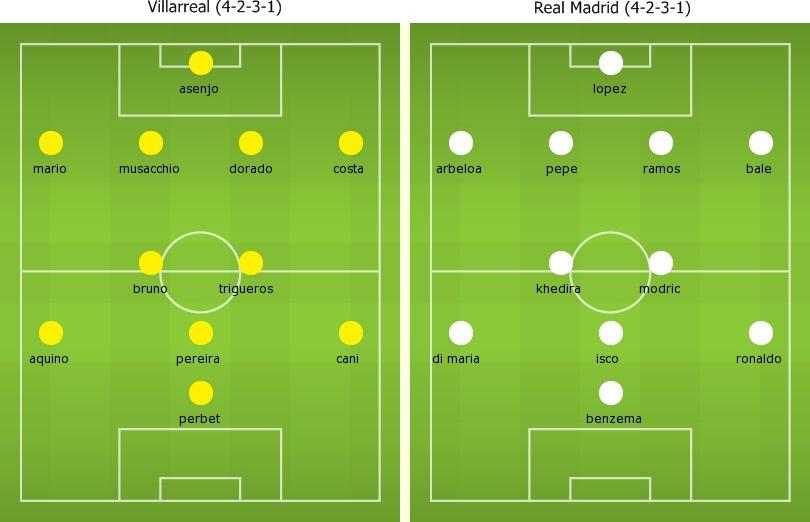 Villarreal (4-2-3-1)
asenjo
mario musacchio dorado costa
bruno trigueros
aquino pereira cani
perbet
Real Madrid (4-2-3-1)
lopez
arbeloa pepe ramos bale
khedira modric
di maria isco ronaldo
benzema